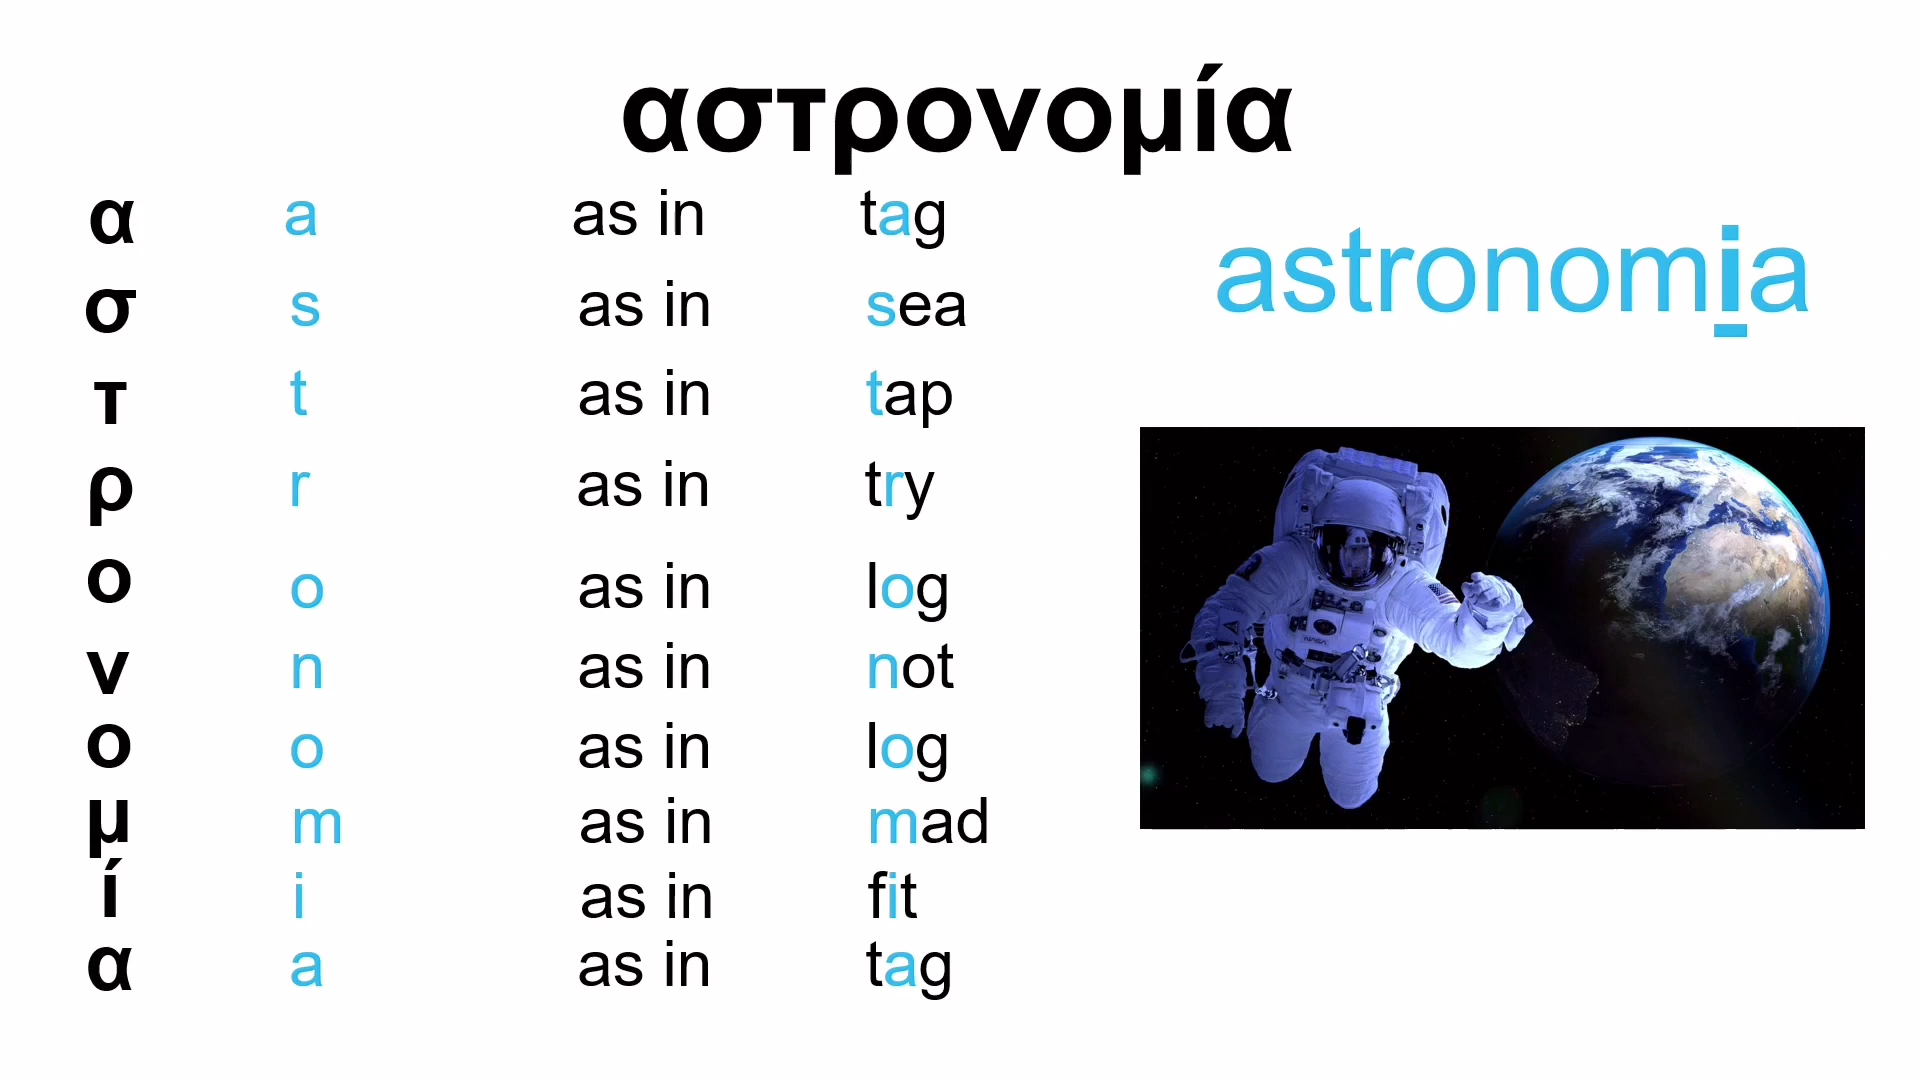 αστρονομία
α a as in tag
σ s as in sea
τ t as in tap
ρ r as in try
ο o as in log
ν n as in not
ο o as in log
μ m as in mad
ί i as in fit
α a as in tag
astronomia
NASA